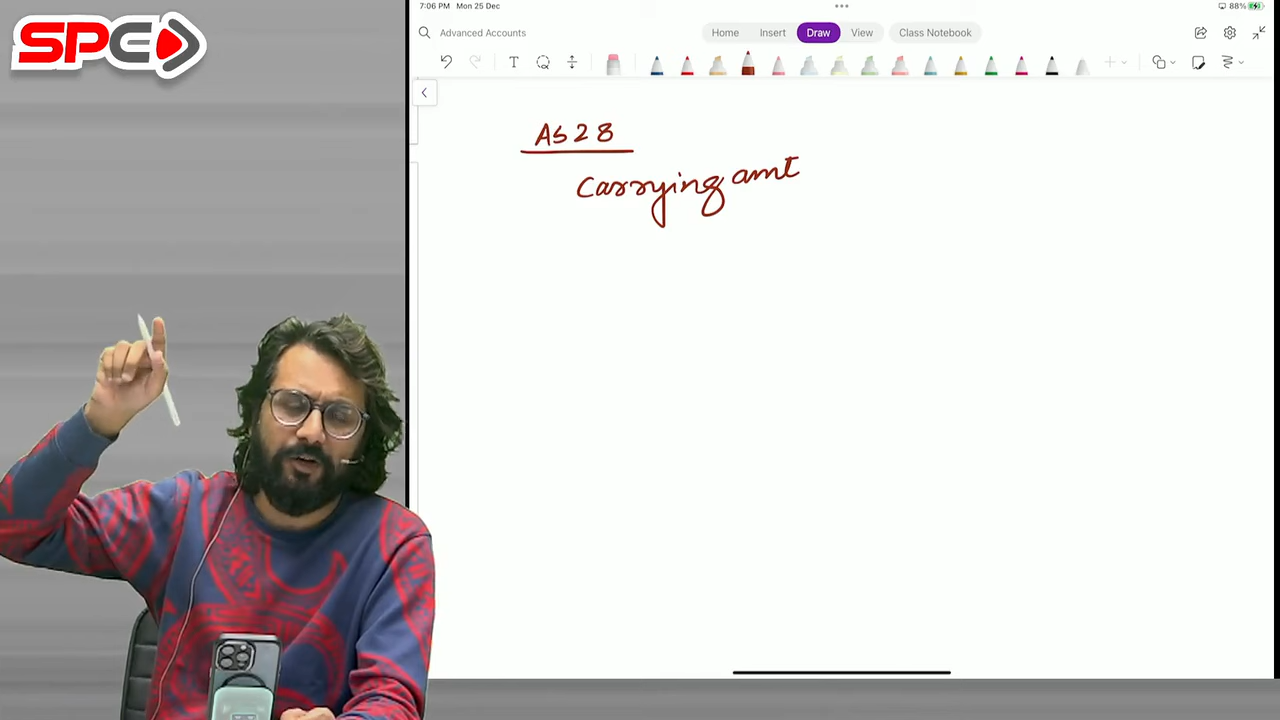 SPC
7:06 PM Mon 25 Dec
88%
Advanced Accounts
Home Insert Draw View Class Notebook
T
AS 28
Carrying amt